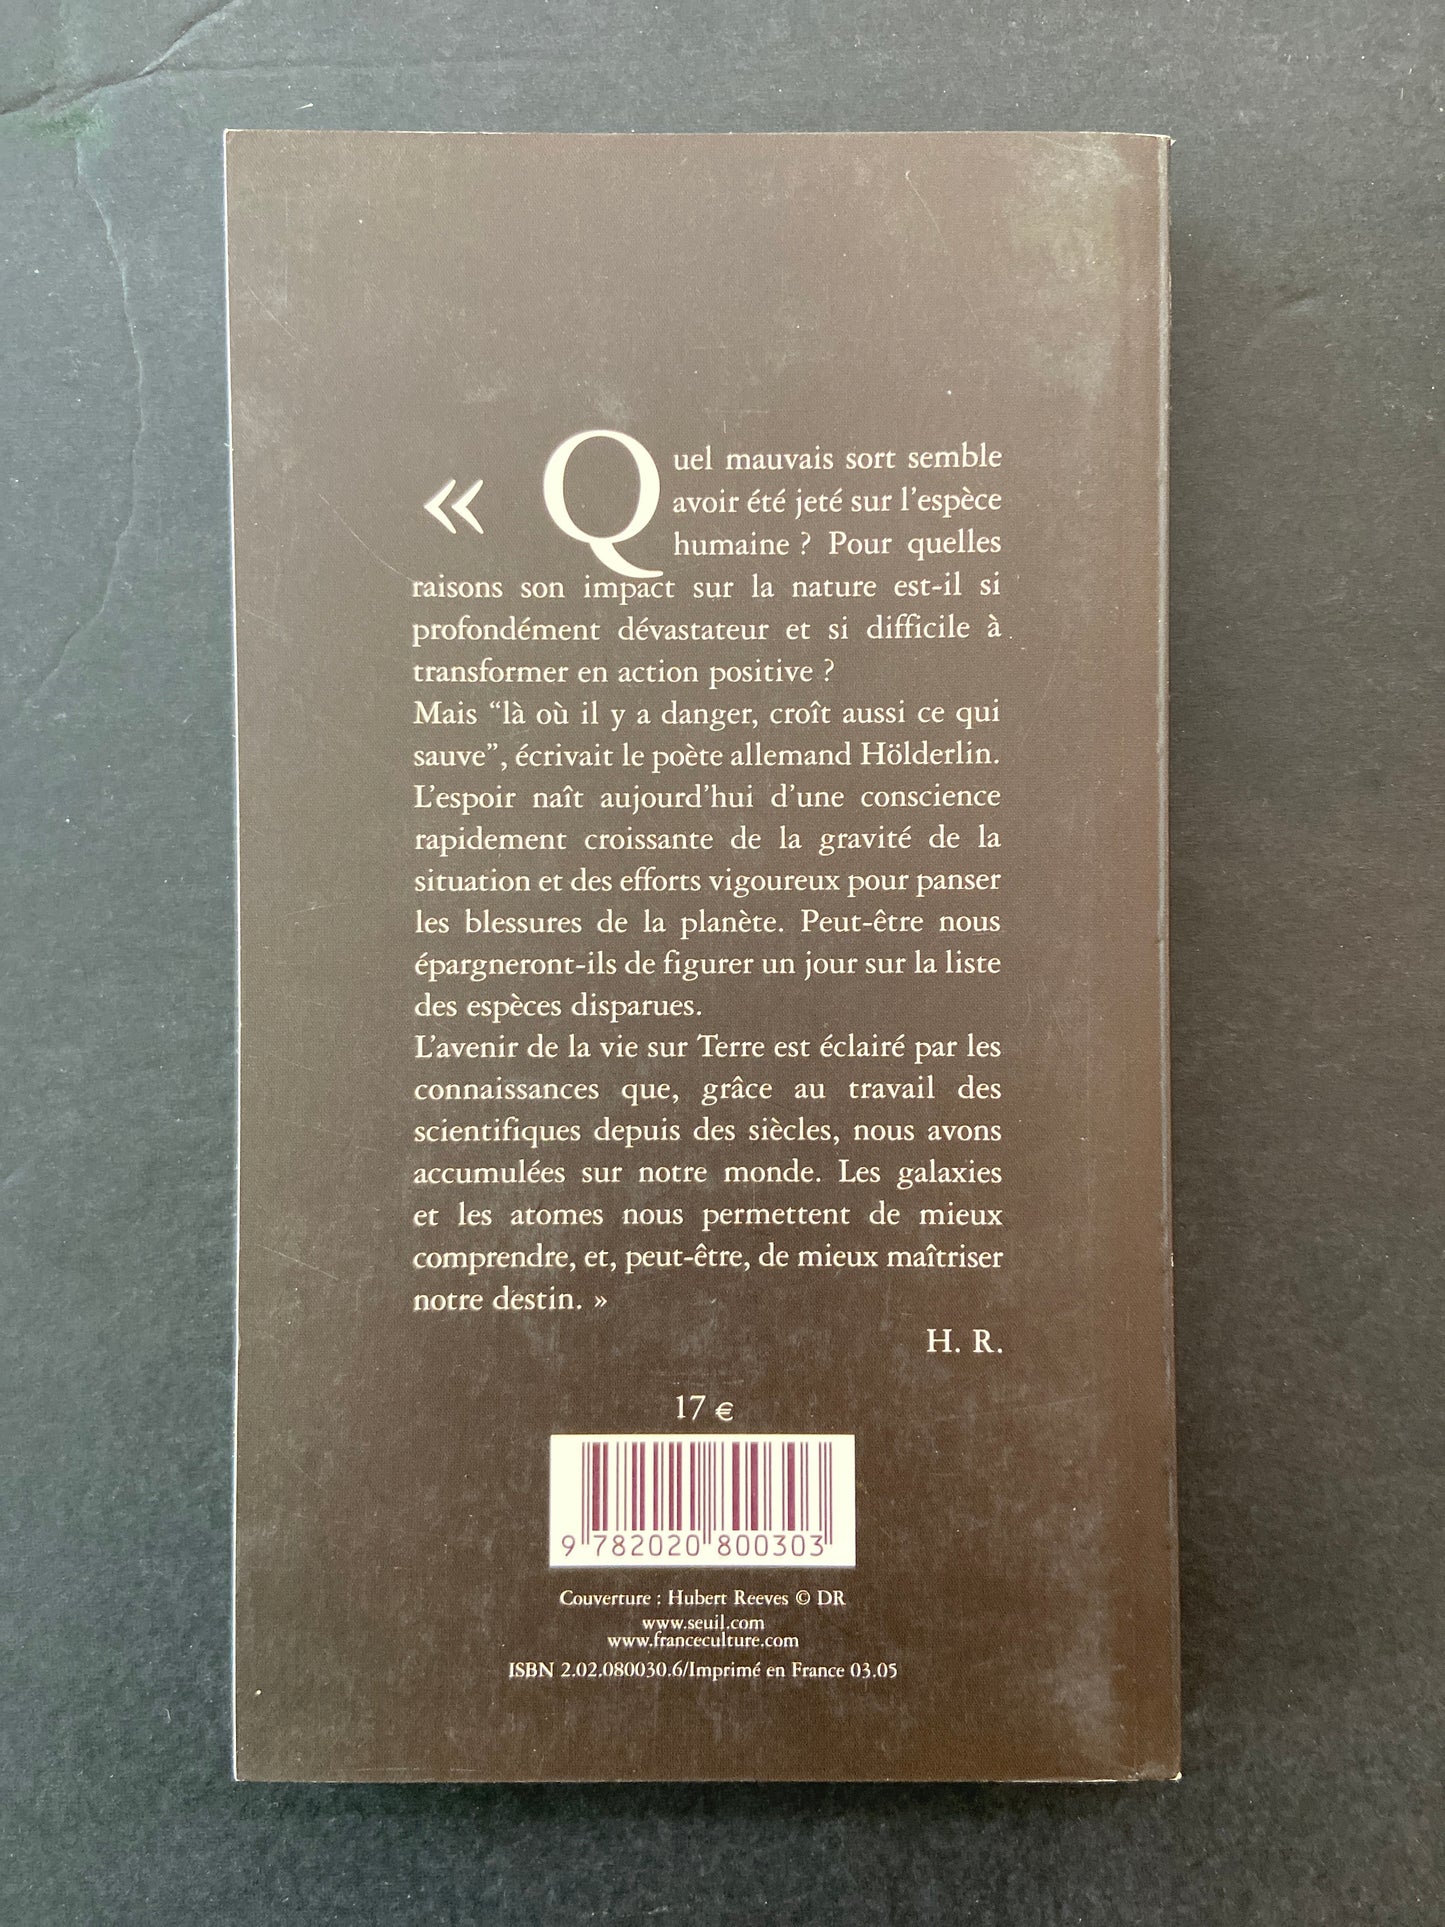 « Quel mauvais sort semble
avoir été jeté sur l'espèce
humaine ? Pour quelles
raisons son impact sur la nature est-il si
profondément dévastateur et si difficile à
transformer en action positive ?
Mais “là où il y a danger, croît aussi ce qui
sauve”, écrivait le poète allemand Hölderlin.
L'espoir naît aujourd'hui d'une conscience
rapidement croissante de la gravité de la
situation et des efforts vigoureux pour panser
les blessures de la planète. Peut-être nous
épargneront-ils de figurer un jour sur la liste
des espèces disparues.
L'avenir de la vie sur Terre est éclairé par les
connaissances que, grâce au travail des
scientifiques depuis des siècles, nous avons
accumulées sur notre monde. Les galaxies
et les atomes nous permettent de mieux
comprendre, et, peut-être, de mieux maîtriser
notre destin. »
H. R.
17 €
9 782020 800303
Couverture : Hubert Reeves © DR
www.seuil.com
www.franceculture.com
ISBN 2.02.080030.6/Imprimé en France 03.05